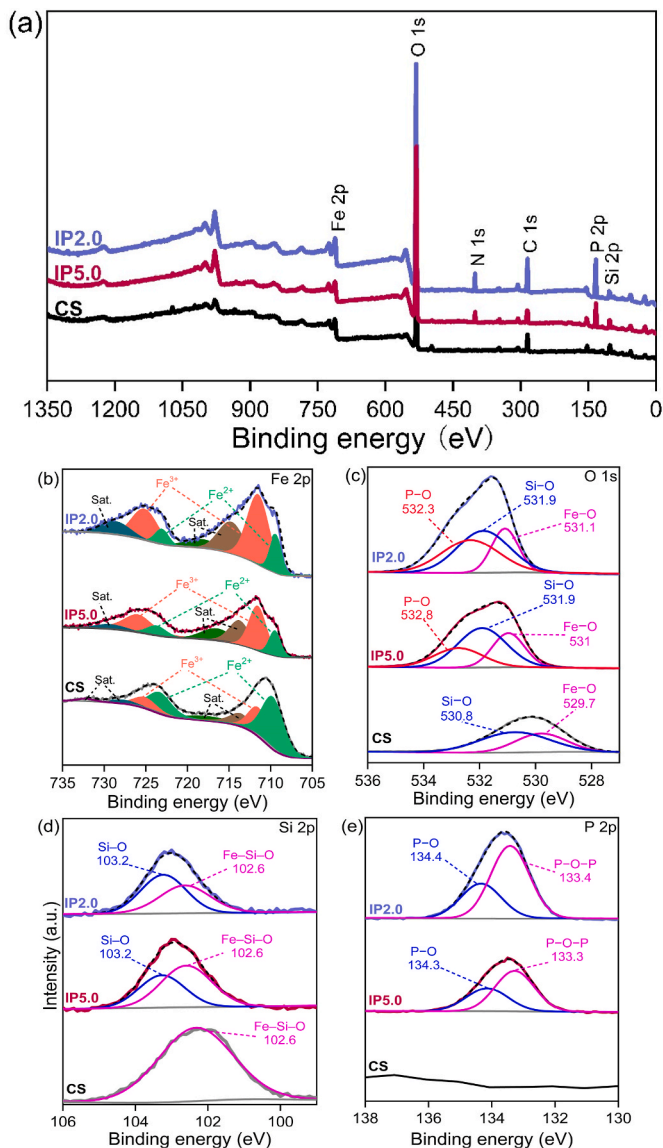 (a)
O 1s
Fe 2p
N 1s
C 1s
P 2p
Si 2p
IP2.0
IP5.0
CS
1350 1200 1050 900 750 600 450 300 150 0
Binding energy (eV)
(b)
Fe 2p
Fe³⁺
Fe²⁺
Sat.
Sat.
IP2.0
Fe³⁺
Fe²⁺
Sat.
Sat.
IP5.0
Sat.
Fe³⁺
Fe²⁺
Sat.
CS
735 730 725 720 715 710 705
Binding energy (eV)
(c)
O 1s
P–O
532.3
Si–O
531.9
Fe–O
531.1
IP2.0
P–O
532.8
Si–O
531.9
Fe–O
531
IP5.0
Si–O
530.8
Fe–O
529.7
CS
536 534 532 530 528
Binding energy (eV)
Intensity (a.u.)
(d)
Si 2p
Si–O
103.2
Fe–Si–O
102.6
IP2.0
Si–O
103.2
Fe–Si–O
102.6
IP5.0
Fe–Si–O
102.6
CS
106 104 102 100
Binding energy (eV)
(e)
P 2p
P–O
134.4
P–O–P
133.4
IP2.0
P–O
134.3
P–O–P
133.3
IP5.0
CS
138 136 134 132 130
Binding energy (eV)